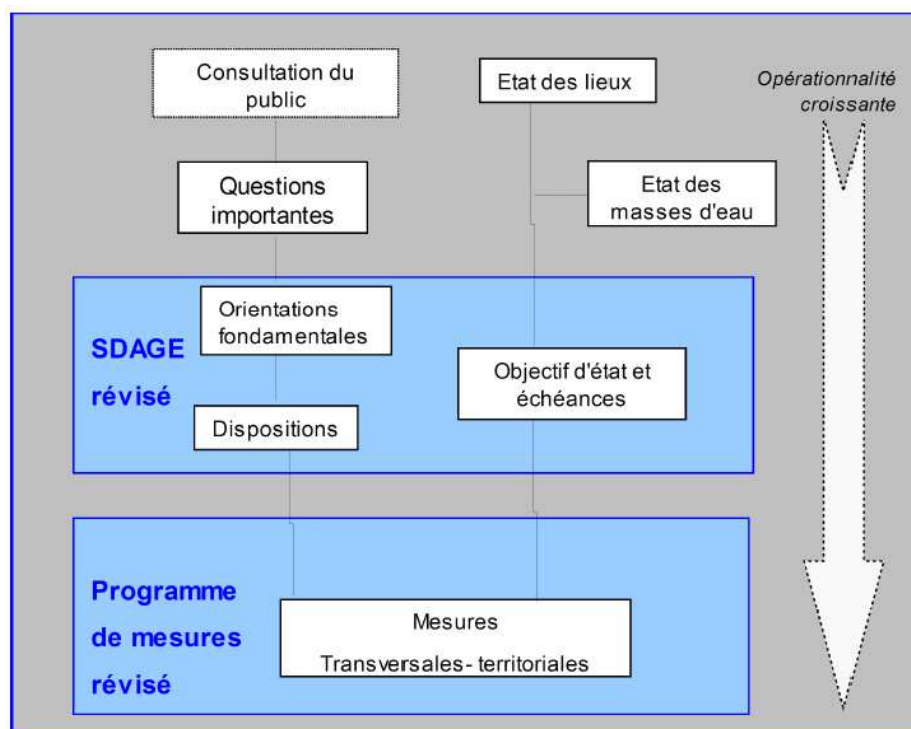 Consultation du
public
Etat des lieux
Opérationnalité
croissante
Questions
importantes
Etat des
masses d'eau
Orientations
fondamentales
SDAGE
révisé
Objectif d'état et
échéances
Dispositions
Programme
de mesures
révisé
Mesures
Transversales- territoriales